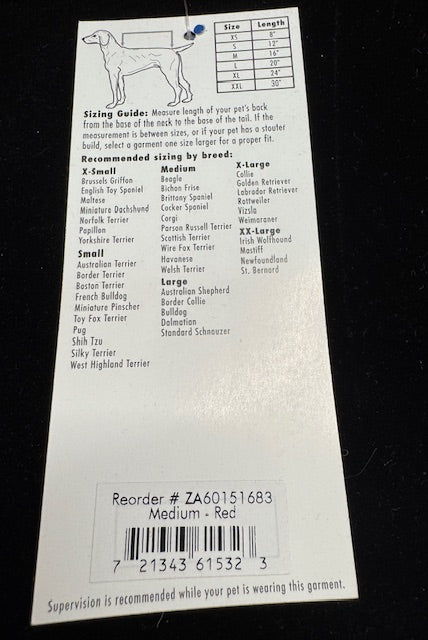 Size Length
XS 8"
S 12"
M 16"
L 20"
XL 24"
XXL 30"
Sizing Guide: Measure length of your pet's back
from the base of the neck to the base of the tail. If the
measurement is between sizes, or if your pet has a stouter
build, select a garment one size larger for a proper fit.
Recommended sizing by breed:
X-Small
Brussels Griffon
English Toy Spaniel
Maltese
Miniature Dachshund
Norfolk Terrier
Papillon
Yorkshire Terrier
Small
Australian Terrier
Border Terrier
Boston Terrier
French Bulldog
Miniature Pinscher
Toy Fox Terrier
Pug
Shih Tzu
Silky Terrier
West Highland Terrier
Medium
Beagle
Bichon Frise
Brittany Spaniel
Cocker Spaniel
Corgi
Parson Russell Terrier
Scottish Terrier
Wire Fox Terrier
Havanese
Welsh Terrier
Large
Australian Shepherd
Border Collie
Bulldog
Dalmation
Standard Schnauzer
X-Large
Collie
Golden Retriever
Labrador Retriever
Rottweiler
Vizsla
Weimaraner
XX-Large
Irish Wolfhound
Mastiff
Newfoundland
St. Bernard
Reorder # ZA60151683
Medium - Red
7 21343 61532 3
Supervision is recommended while your pet is wearing this garment.